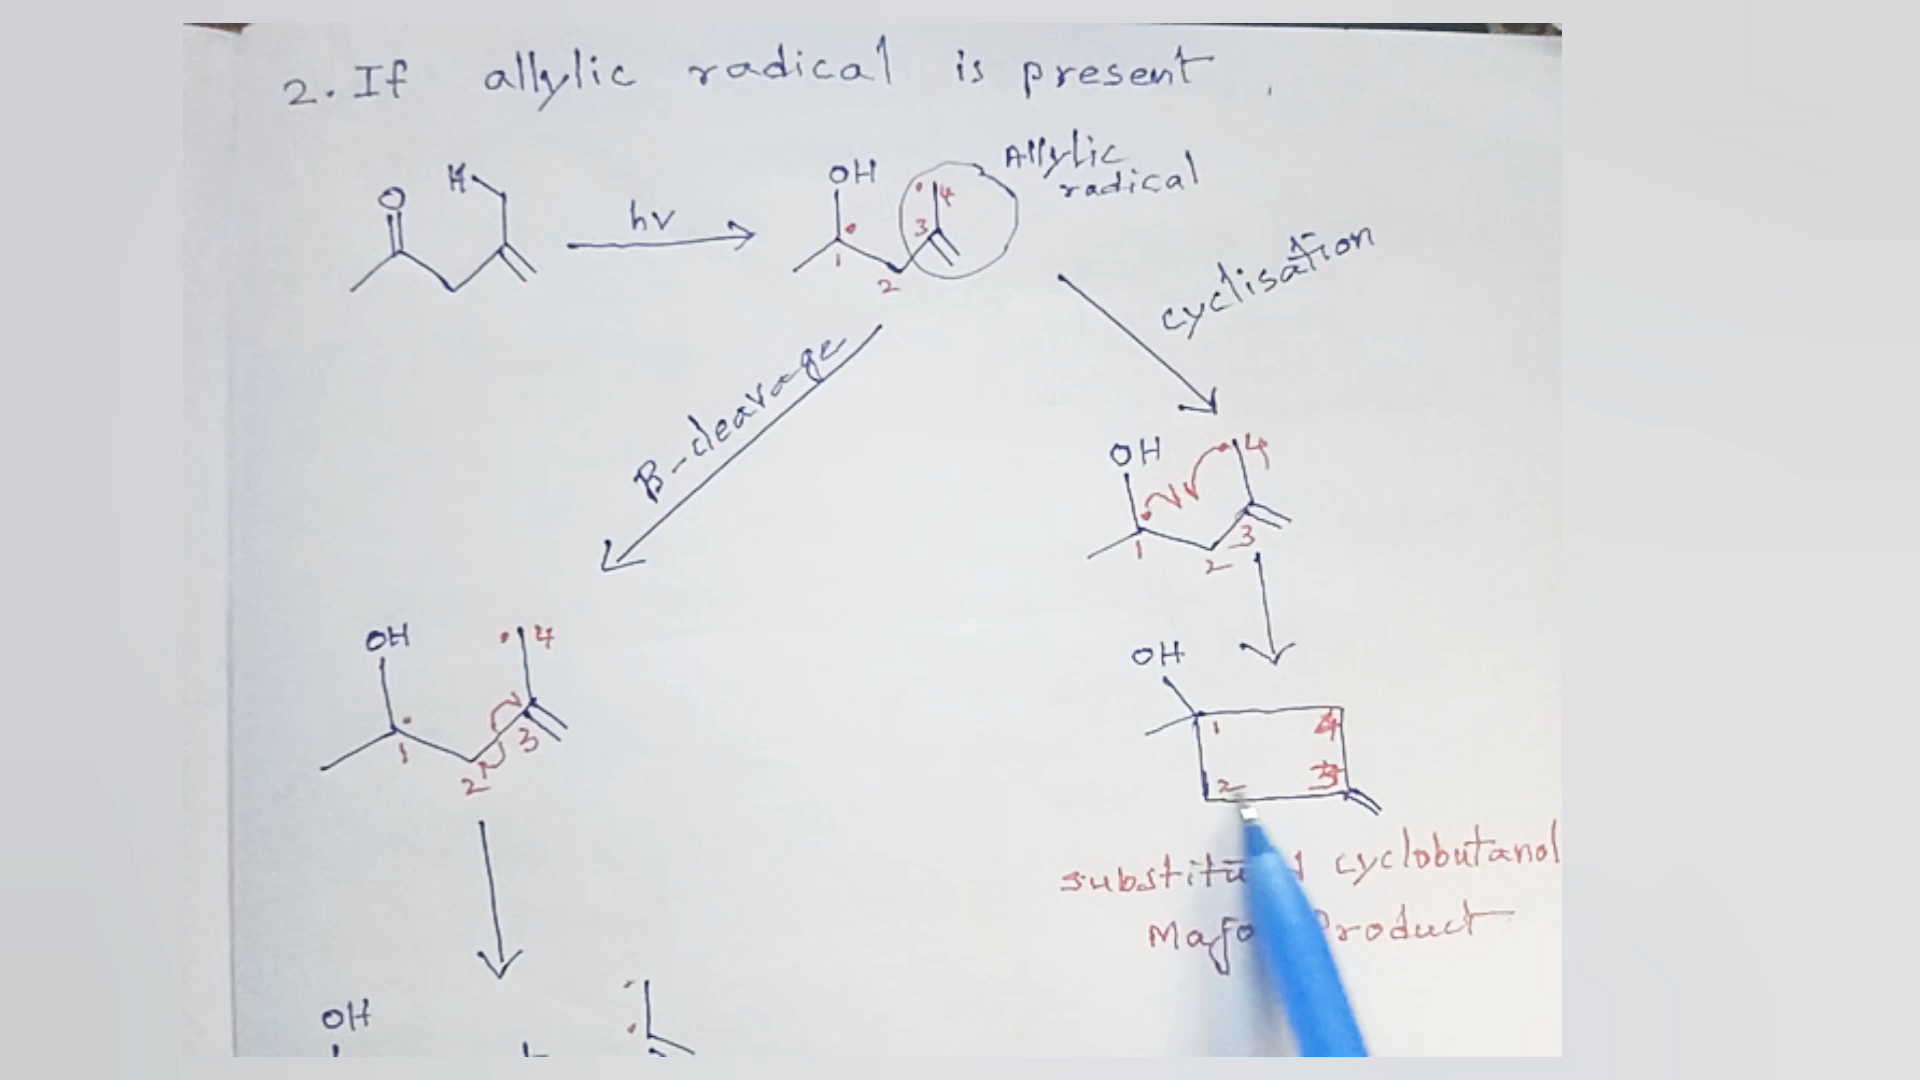 2. If allylic radical is present.
Allylic
radical
OH
H
O
hν
4
3
1
2
cyclisation
B-cleavage
OH
4
3
1
2
OH
4
1
2
3
OH
1
4
2
3
cyclobutanol
Product
OH